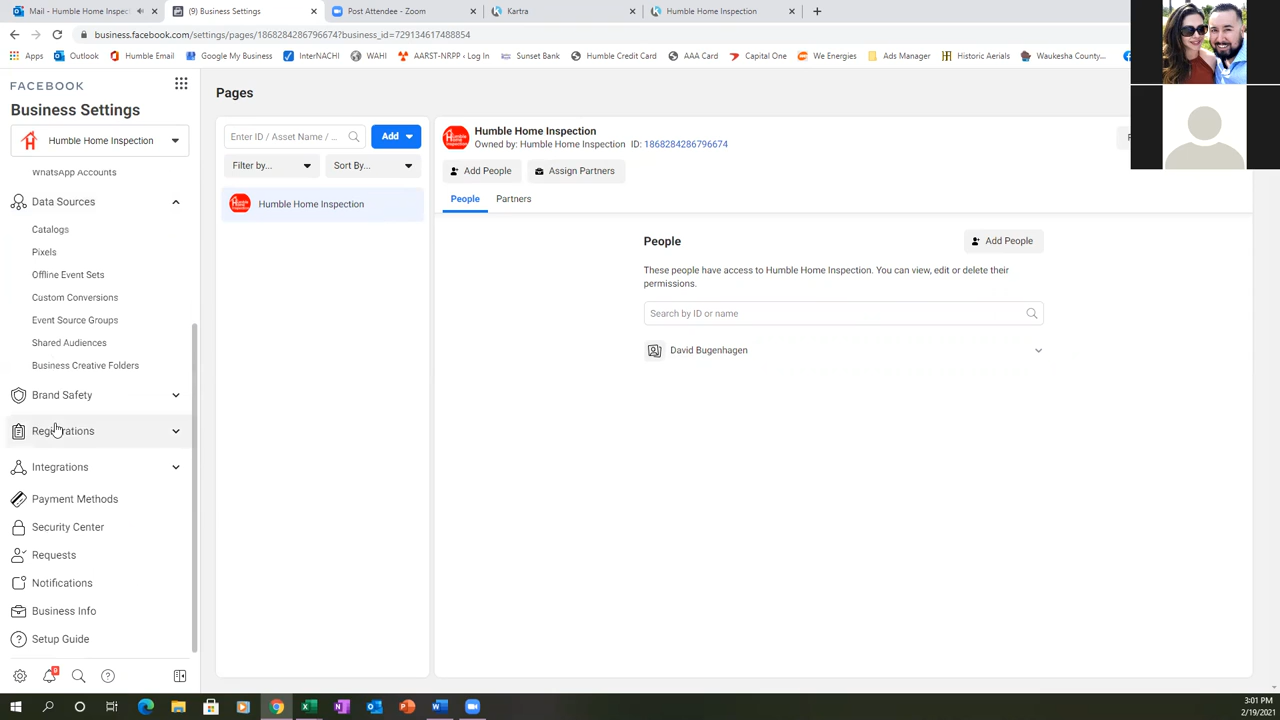 Mail - Humble Home Inspec
(9) Business Settings
Post Attendee - Zoom
Kartra
Humble Home Inspection
business.facebook.com/settings/pages/1868284286796674?business_id=729134617488854
Apps
Outlook
Humble Email
Google My Business
InterNACHI
WAHI
AARST-NRPP < Log In
Sunset Bank
Humble Credit Card
AAA Card
Capital One
We Energies
Ads Manager
Historic Aerials
Waukesha County...
FACEBOOK
Business Settings
Humble Home Inspection
WhatsApp Accounts
Data Sources
Catalogs
Pixels
Offline Event Sets
Custom Conversions
Event Source Groups
Shared Audiences
Business Creative Folders
Brand Safety
Registrations
Integrations
Payment Methods
Security Center
Requests
Notifications
Business Info
Setup Guide
9
Pages
Enter ID / Asset Name / ...
Add
Filter by...
Sort By...
Humble Home Inspection
Humble Home Inspection
Owned by: Humble Home Inspection ID: 1868284286796674
Add People
Assign Partners
People
Partners
People
Add People
These people have access to Humble Home Inspection. You can view, edit or delete their
permissions.
Search by ID or name
David Bugenhagen
3:01 PM
2/19/2021